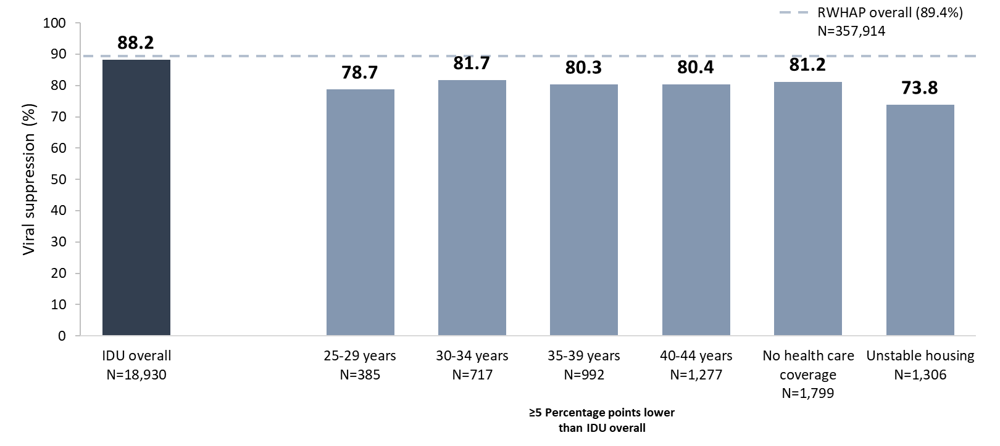 RWHAP overall (89.4%)
N=357,914
Viral suppression (%)
100
90
80
70
60
50
40
30
20
10
0
88.2
78.7
81.7
80.3
80.4
81.2
73.8
IDU overall
N=18,930
25-29 years
N=385
30-34 years
N=717
35-39 years
N=992
40-44 years
N=1,277
No health care
coverage
N=1,799
Unstable housing
N=1,306
≥5 Percentage points lower
than IDU overall